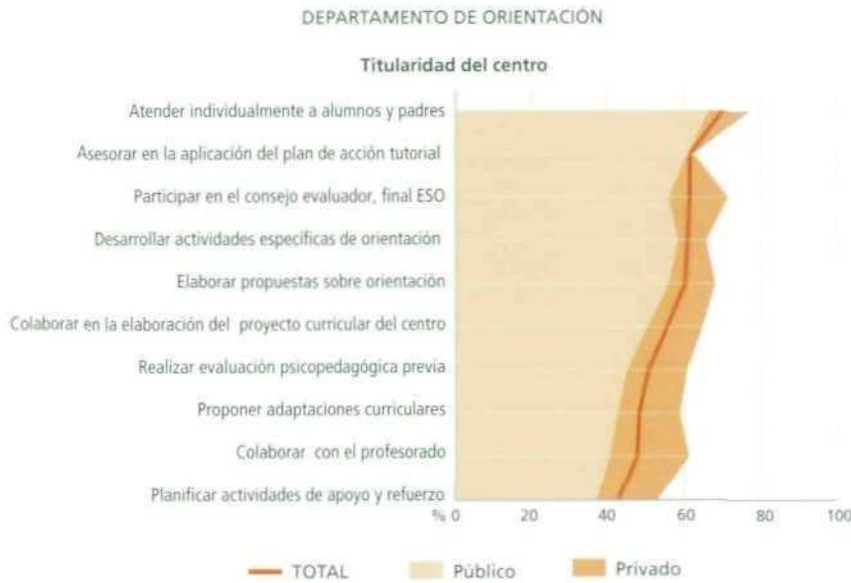 DEPARTAMENTO DE ORIENTACIÓN
Titularidad del centro
Atender individualmente a alumnos y padres
Asesorar en la aplicación del plan de acción tutorial
Participar en el consejo evaluador, final ESO
Desarrollar actividades específicas de orientación
Elaborar propuestas sobre orientación
Colaborar en la elaboración del proyecto curricular del centro
Realizar evaluación psicopedagógica previa
Proponer adaptaciones curriculares
Colaborar con el profesorado
Planificar actividades de apoyo y refuerzo
% 0 20 40 60 80 100
TOTAL Público Privado